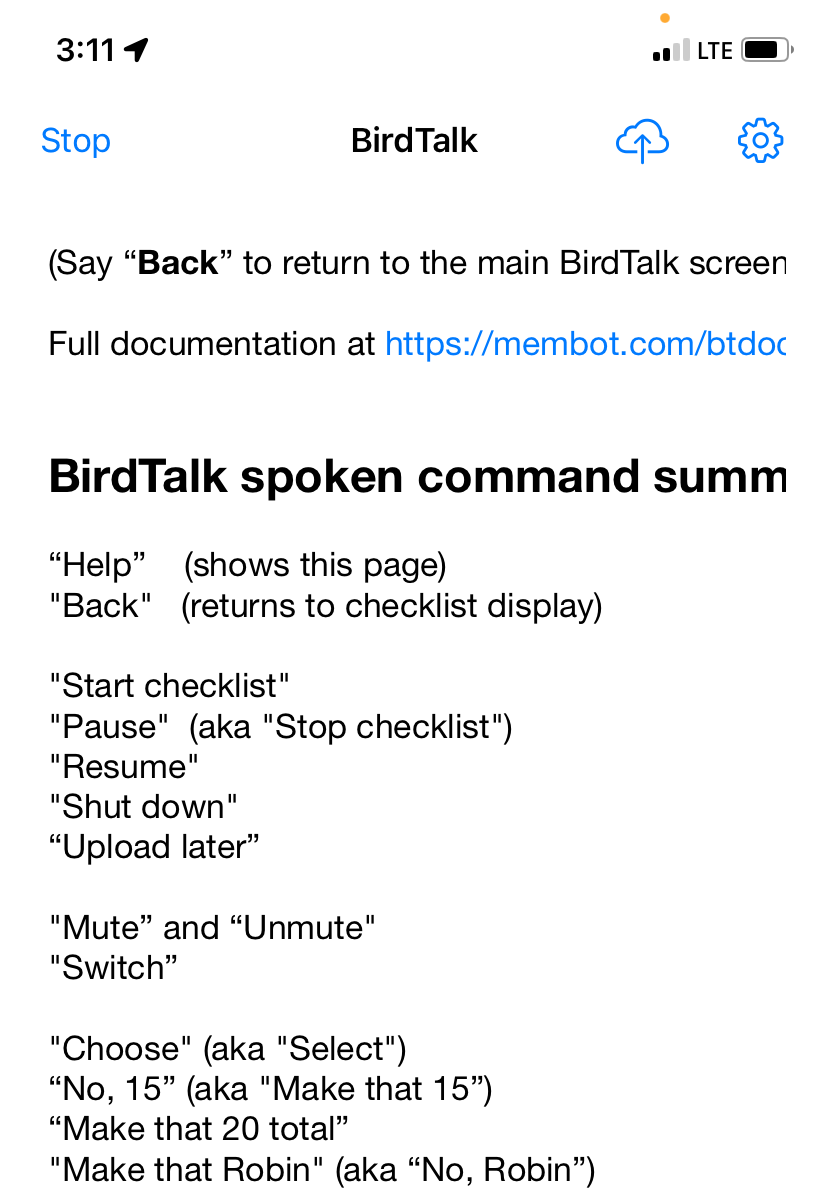 3:11 LTE
Stop BirdTalk
(Say “Back” to return to the main BirdTalk screen
Full documentation at https://membot.com/btdoc
BirdTalk spoken command summ
“Help” (shows this page)
"Back" (returns to checklist display)
"Start checklist"
"Pause" (aka "Stop checklist")
"Resume"
"Shut down"
“Upload later”
"Mute” and “Unmute"
"Switch”
"Choose" (aka "Select")
“No, 15” (aka "Make that 15”)
“Make that 20 total”
"Make that Robin" (aka “No, Robin”)